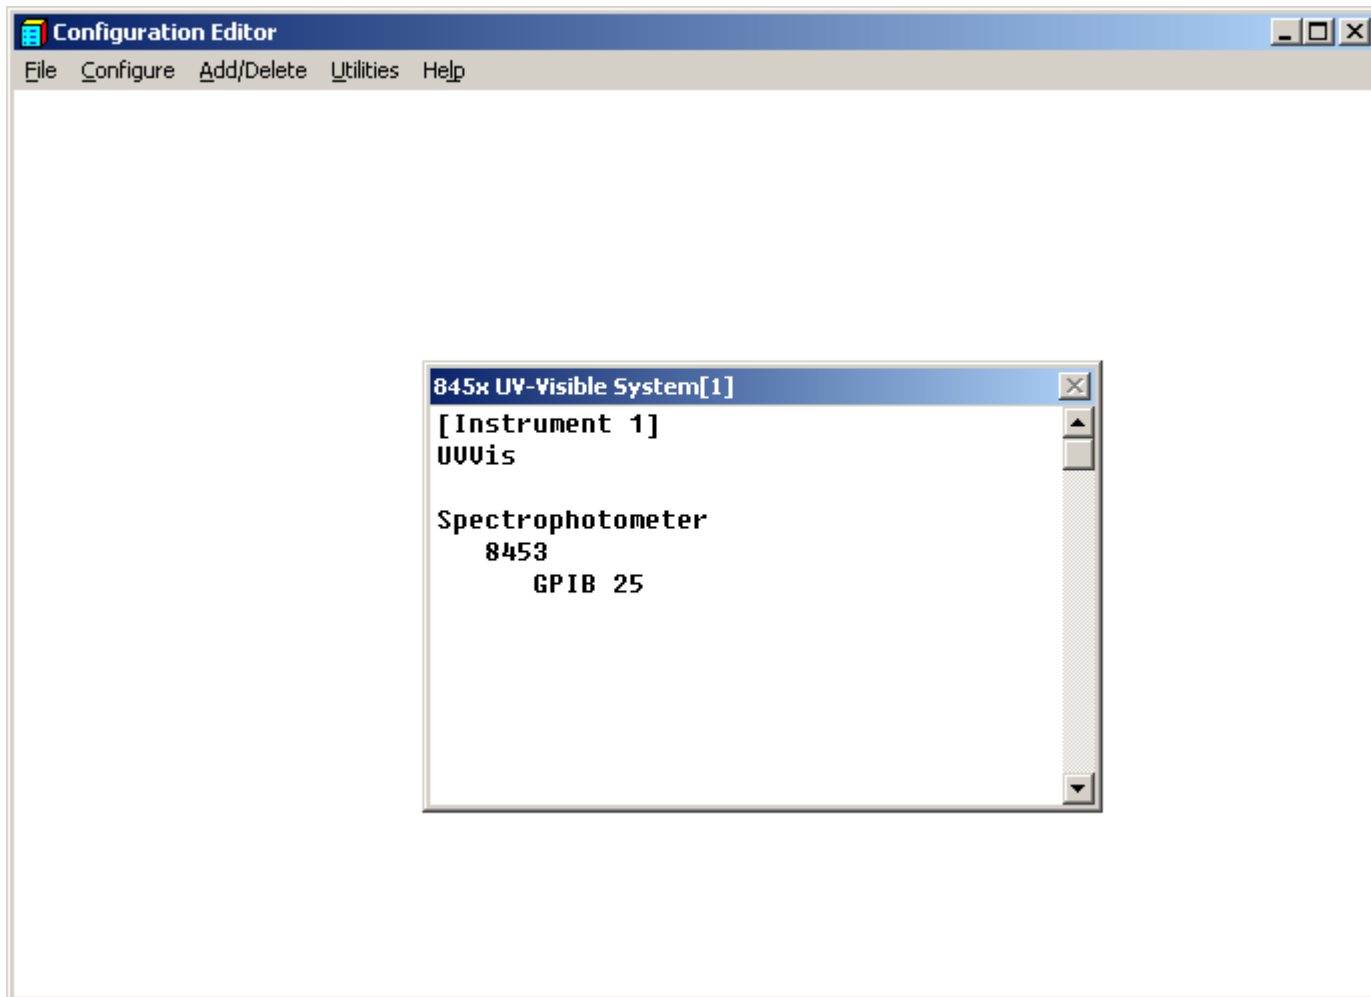 Configuration Editor
File Configure Add/Delete Utilities Help
845x UV-Visible System[1]
[Instrument 1]
UVVis
Spectrophotometer
8453
GPIB 25